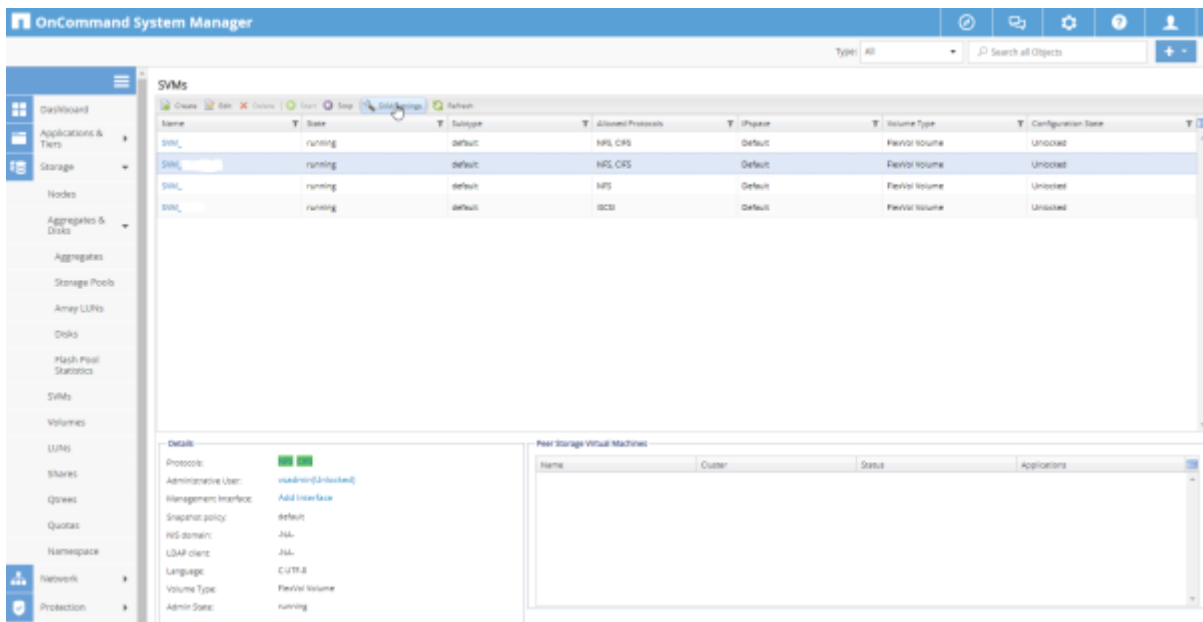 OnCommand System Manager
Type: All Search all Objects
SVMs
Create Edit Delete Start Stop SVM Settings Refresh
Name State Subtype Allowed Protocols IPspace Volume Type Configuration State
SVM_ running default NFS, CIFS Default FlexVol Volume Unlocked
SVM_ running default NFS, CIFS Default FlexVol Volume Unlocked
SVM_ running default NFS Default FlexVol Volume Unlocked
SVM_ running default iSCSI Default FlexVol Volume Unlocked
Dashboard
Applications &
Tiers
Storage
Nodes
Aggregates &
Disks
Aggregates
Storage Pools
Array LUNs
Disks
Flash Pool
Statistics
SVMs
Volumes
LUNs
Shares
Qtrees
Quotas
Namespace
Network
Protection
Details
Protocols: NFS CIFS
Administrative User: vsadmin(Unlocked)
Management Interface: Add Interface
Snapshot policy: default
NIS domain: -NA-
LDAP client: -NA-
Language: C.UTF-8
Volume Type: FlexVol Volume
Admin State: running
Peer Storage Virtual Machines
Name Cluster Status Applications